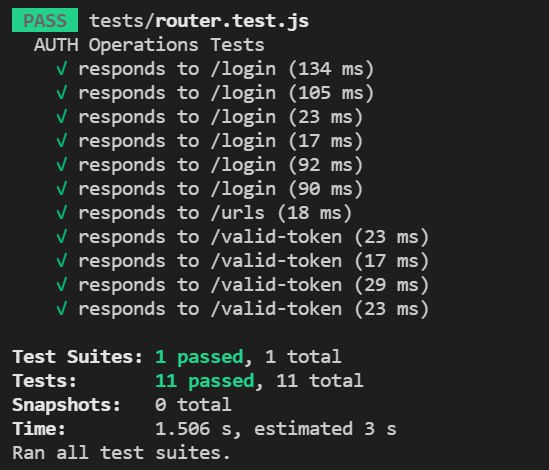 PASS tests/router.test.js
AUTH Operations Tests
√ responds to /login (134 ms)
√ responds to /login (105 ms)
√ responds to /login (23 ms)
√ responds to /login (17 ms)
√ responds to /login (92 ms)
√ responds to /login (90 ms)
√ responds to /urls (18 ms)
√ responds to /valid-token (23 ms)
√ responds to /valid-token (17 ms)
√ responds to /valid-token (29 ms)
√ responds to /valid-token (23 ms)
Test Suites: 1 passed, 1 total
Tests: 11 passed, 11 total
Snapshots: 0 total
Time: 1.506 s, estimated 3 s
Ran all test suites.